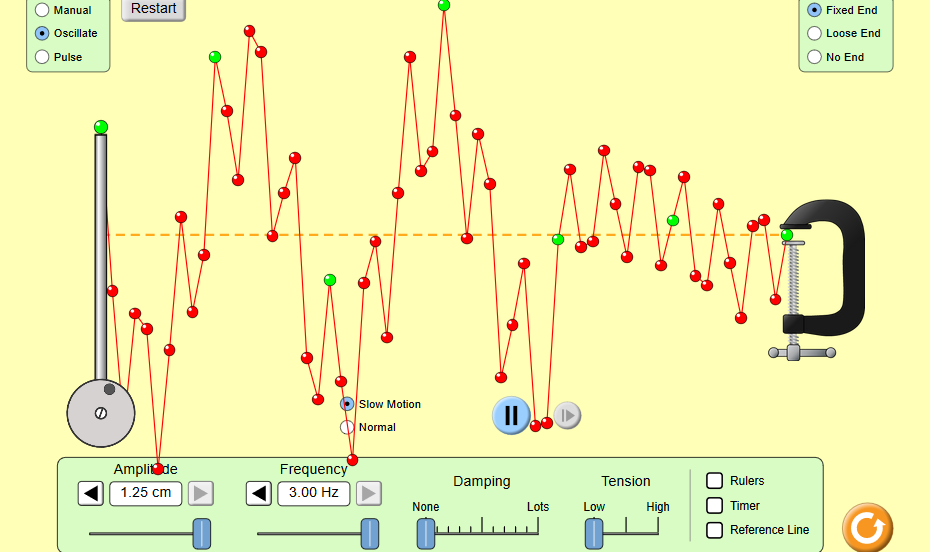 Manual
Oscillate
Pulse
Restart
Fixed End
Loose End
No End
Slow Motion
Normal
Amplitude
1.25 cm
Frequency
3.00 Hz
Damping
None
Lots
Tension
Low
High
Rulers
Timer
Reference Line